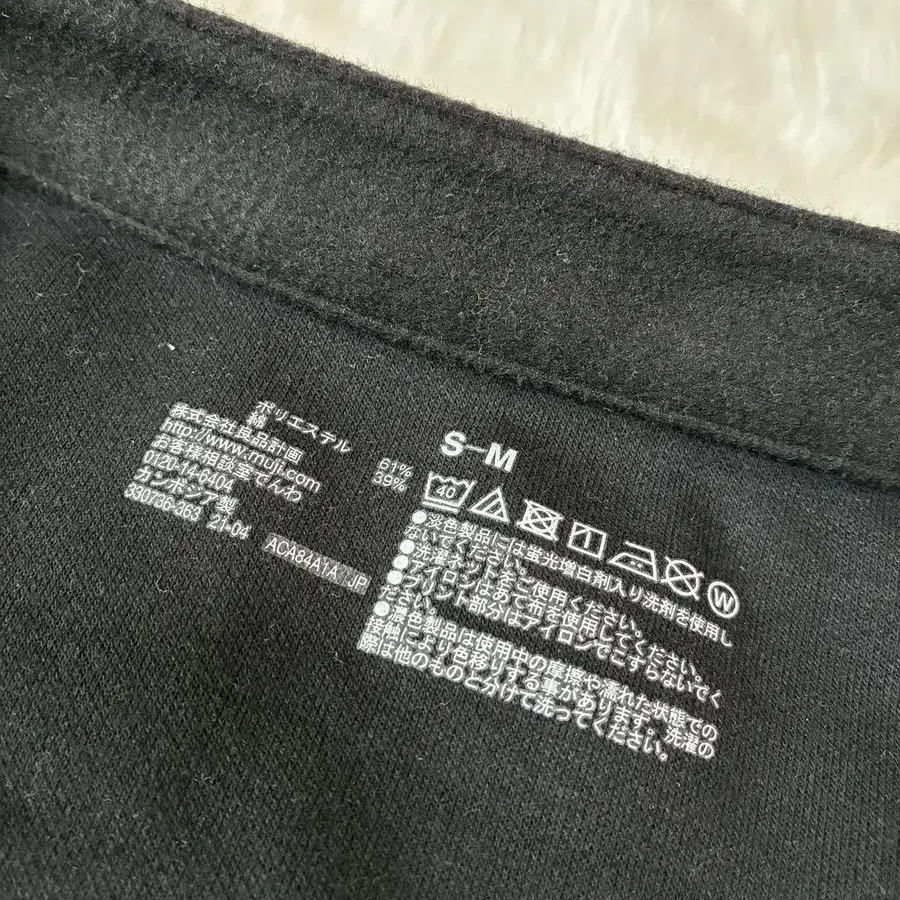 ポリエステル 61%
綿 39%
株式会社良品計画
http://www.muji.com
お客様相談室でんわ
0120-14-6404
カンボジア製
330736-363 21-04
S-M
40
W
●淡色製品には蛍光増白剤入り洗剤を使用し
ないでください。
●洗濯ネットをご使用ください。
●アイロンはあて布を使用してください。
●プリント部分はアイロンでこすらないでく
ださい。
●濃色製品は使用中の摩擦や濡れた状態での
接触により色移りする事があります。洗濯の
際は他のものとわけて洗ってください。